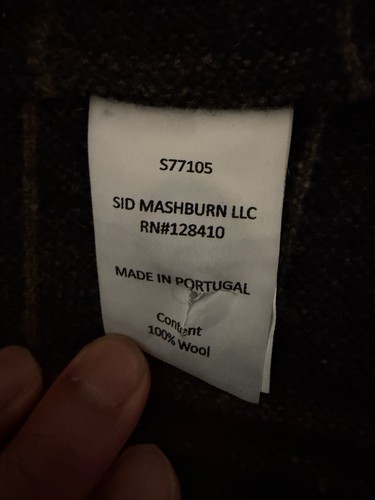 S77105
SID MASHBURN LLC
RN#128410
MADE IN PORTUGAL
Content
100% Wool